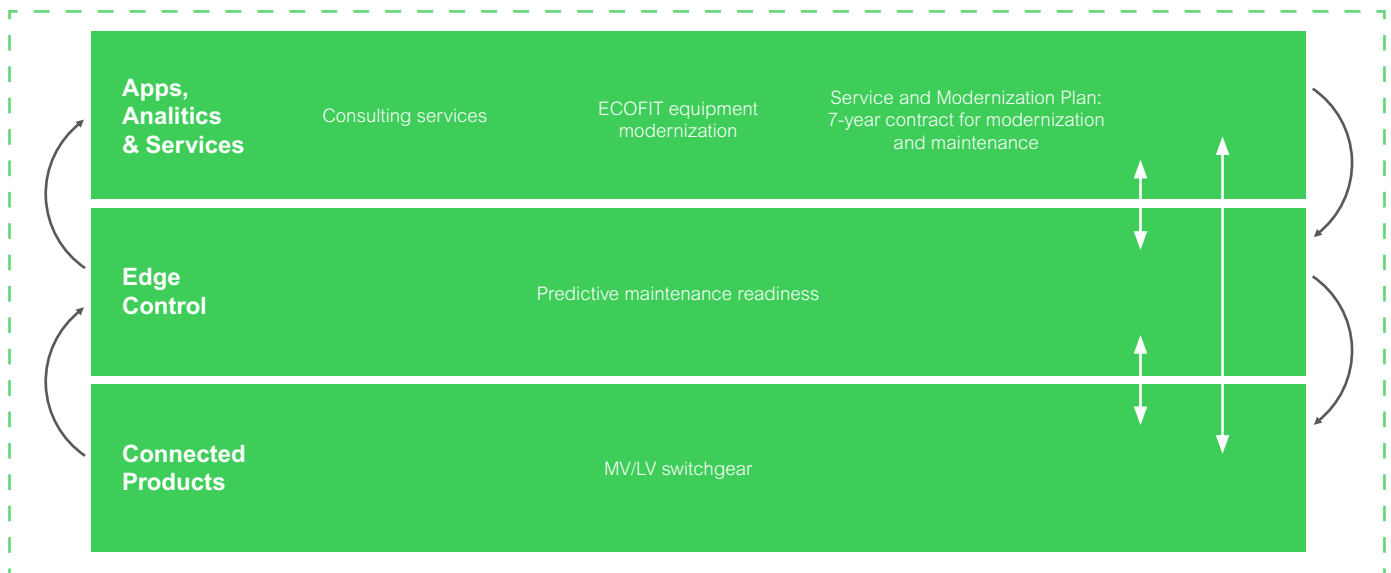 Apps,
Analitics
& Services
Consulting services
ECOFIT equipment
modernization
Service and Modernization Plan:
7-year contract for modernization
and maintenance
Edge
Control
Predictive maintenance readiness
Connected
Products
MV/LV switchgear